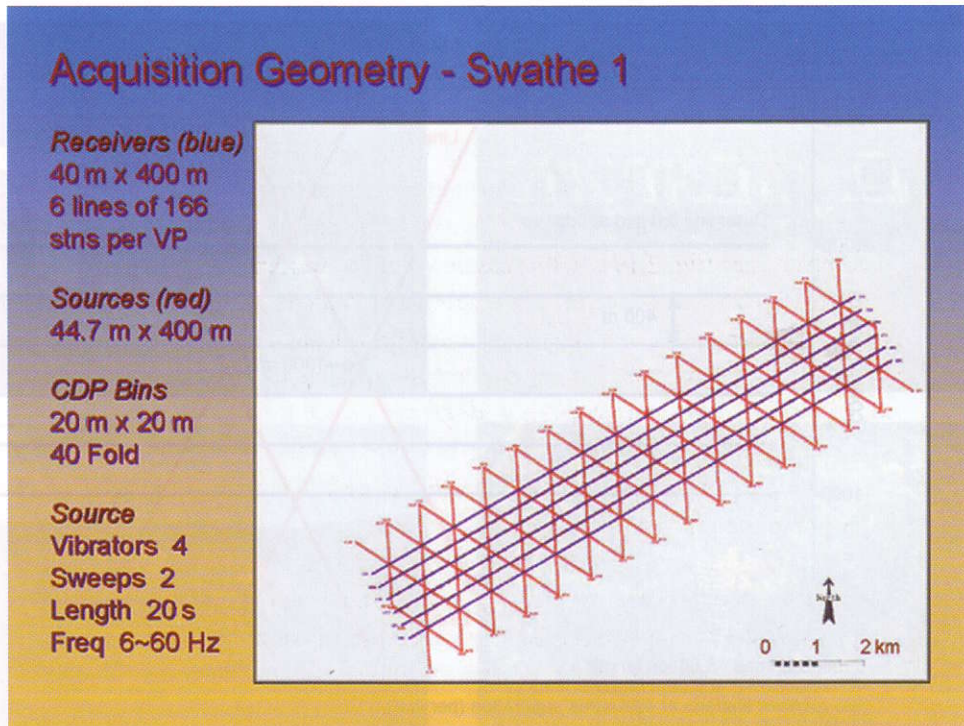 Acquisition Geometry - Swathe 1
Receivers (blue)
40 m x 400 m
6 lines of 166
stns per VP
Sources (red)
44.7 m x 400 m
CDP Bins
20 m x 20 m
40 Fold
Source
Vibrators 4
Sweeps 2
Length 20 s
Freq 6~60 Hz
North
0 1 2 km